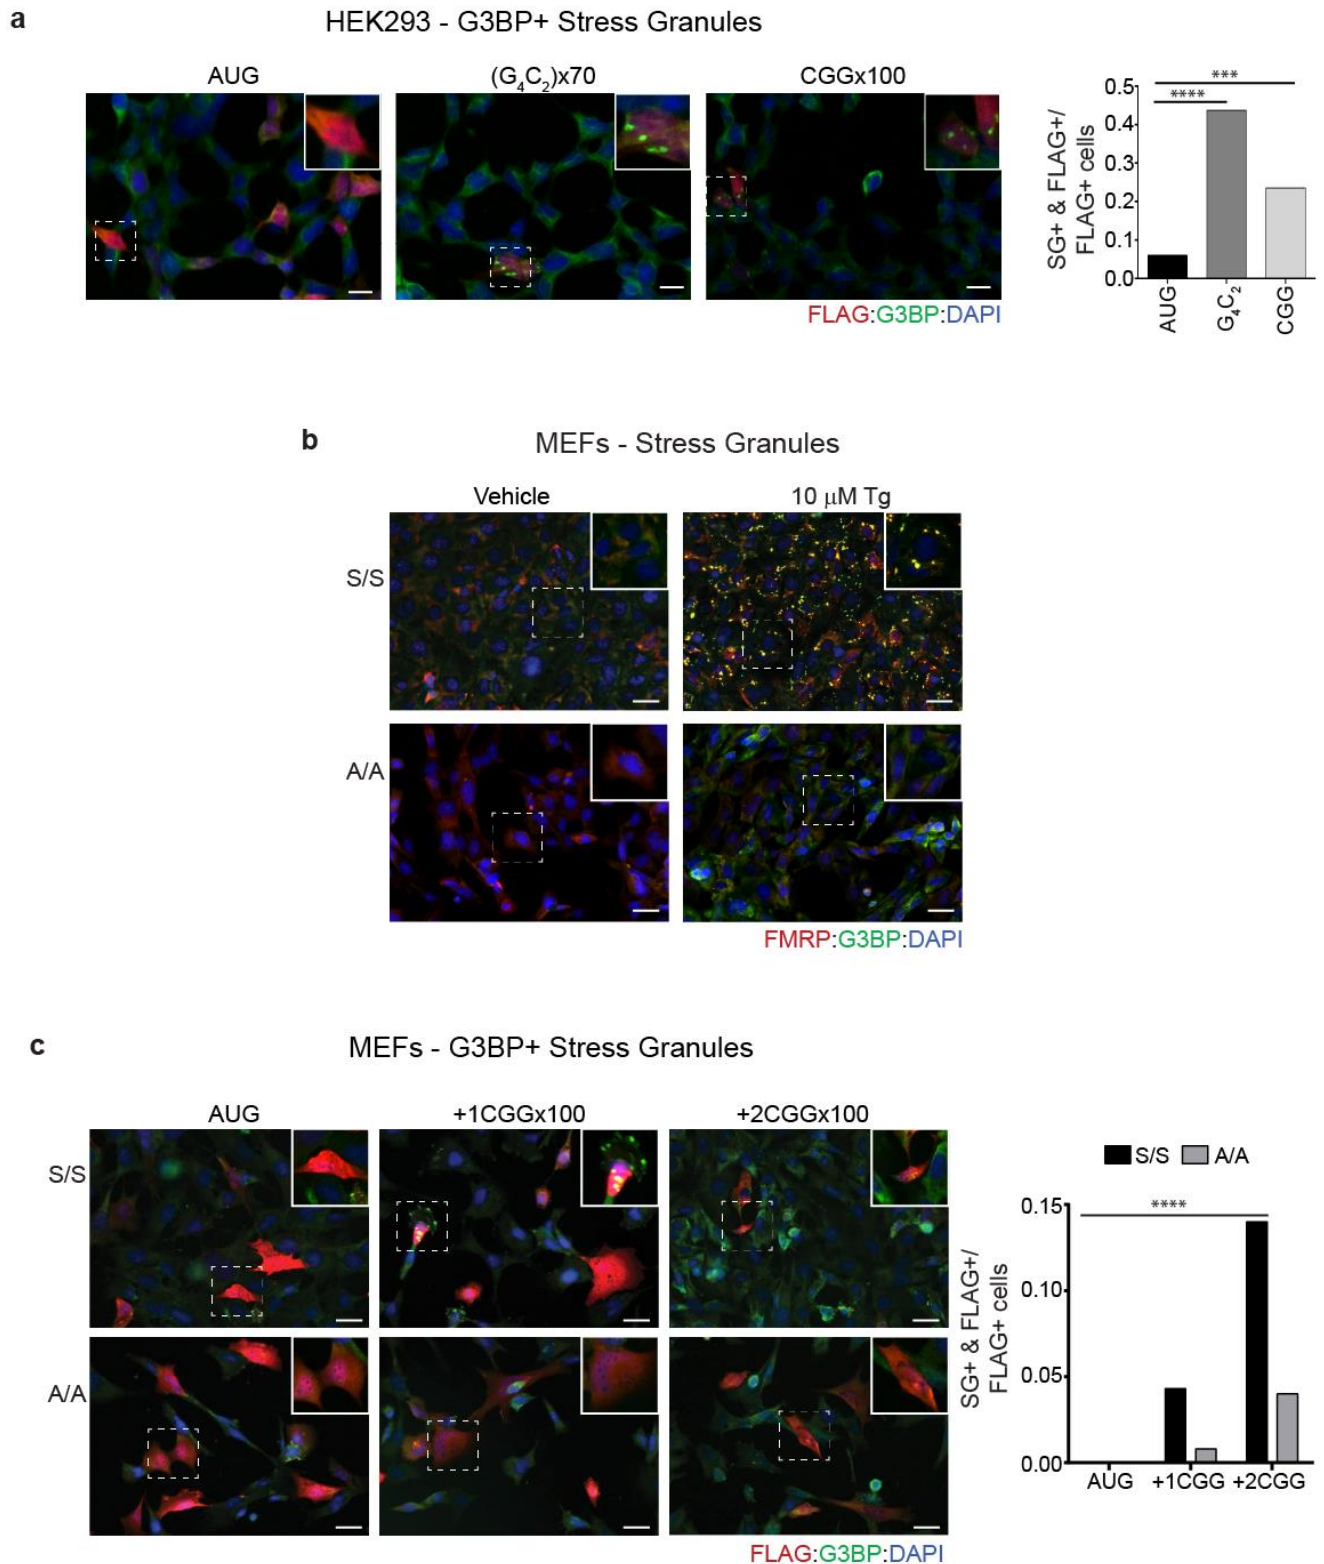 a
HEK293 - G3BP+ Stress Granules
AUG
(G₄C₂)x70
CGGx100
FLAG:G3BP:DAPI
SG+ & FLAG+/
FLAG+ cells
0.5
0.4
0.3
0.2
0.1
0.0
****
***
AUG
G₄C₂
CGG
b
MEFs - Stress Granules
Vehicle
10 μM Tg
S/S
A/A
FMRP:G3BP:DAPI
c
MEFs - G3BP+ Stress Granules
AUG
+1CGGx100
+2CGGx100
S/S
A/A
FLAG:G3BP:DAPI
S/S
A/A
SG+ & FLAG+/
FLAG+ cells
0.15
0.10
0.05
0.00
****
AUG
+1CGG
+2CGG